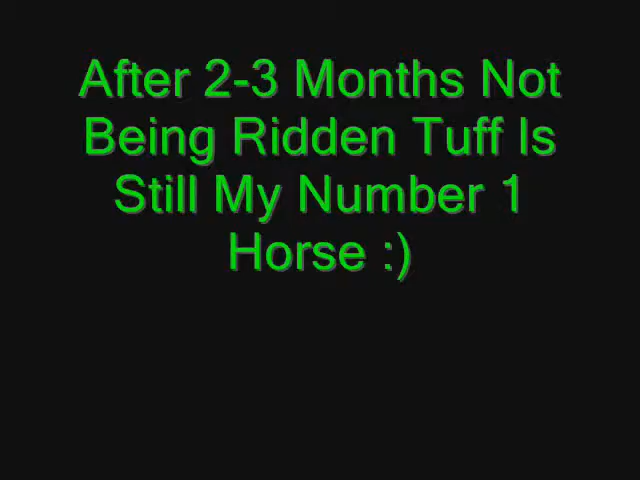 After 2-3 Months Not
Being Ridden Tuff Is
Still My Number 1
Horse :)